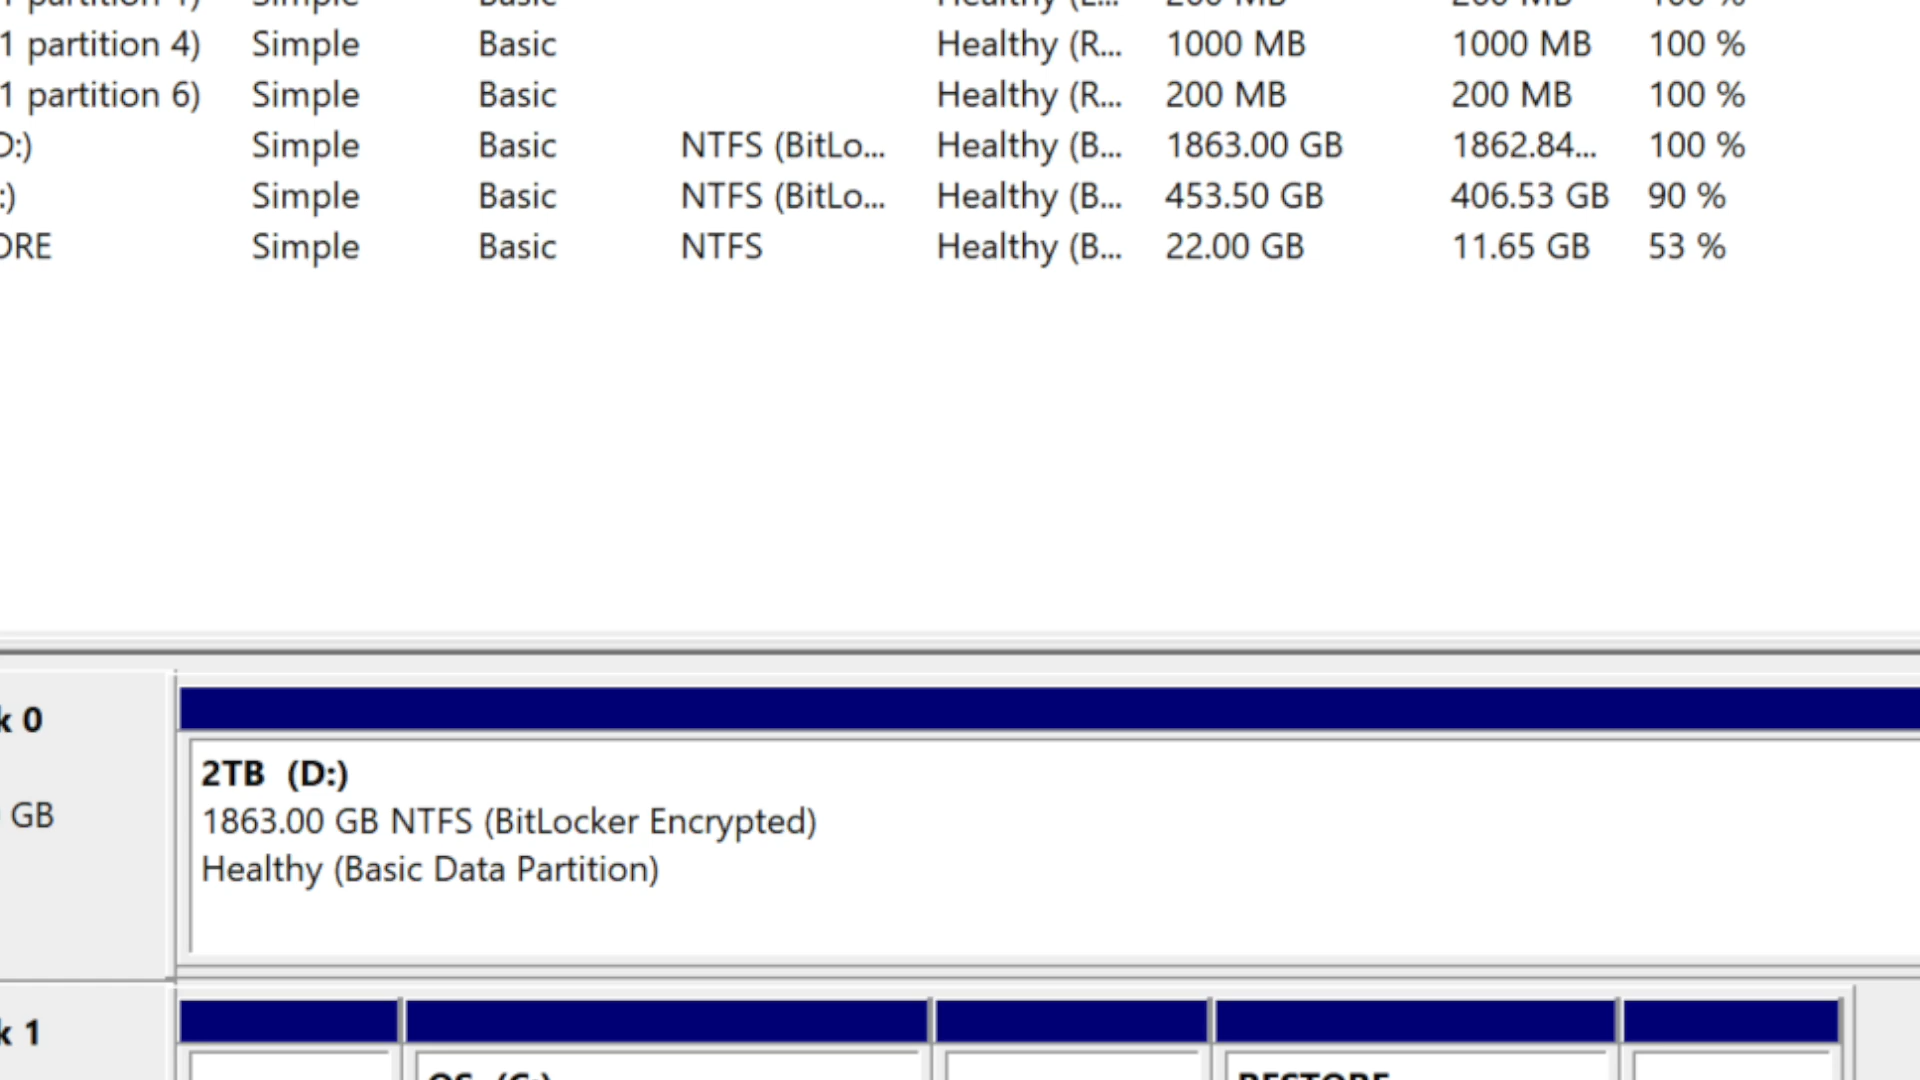 1 partition 4) Simple Basic Healthy (R... 1000 MB 1000 MB 100 %
1 partition 6) Simple Basic Healthy (R... 200 MB 200 MB 100 %
D:) Simple Basic NTFS (BitLo... Healthy (B... 1863.00 GB 1862.84... 100 %
:) Simple Basic NTFS (BitLo... Healthy (B... 453.50 GB 406.53 GB 90 %
ORE Simple Basic NTFS Healthy (B... 22.00 GB 11.65 GB 53 %
k 0
GB
2TB (D:)
1863.00 GB NTFS (BitLocker Encrypted)
Healthy (Basic Data Partition)
k 1
OS (C:)
RESTORE